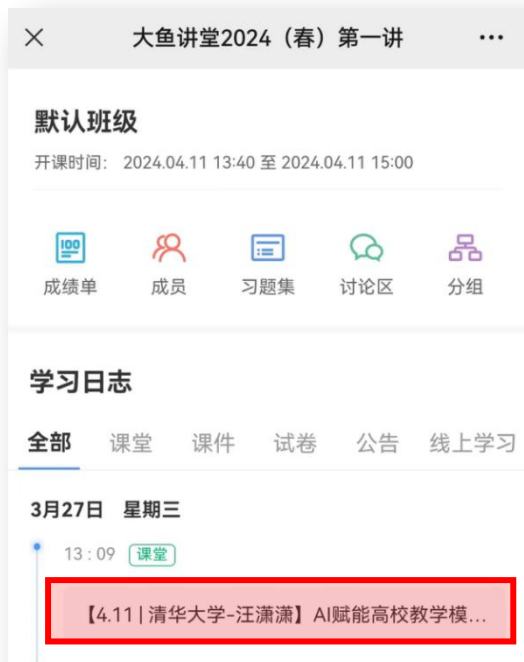 大鱼讲堂2024（春）第一讲
默认班级
开课时间： 2024.04.11 13:40 至 2024.04.11 15:00
100
成绩单 成员 习题集 讨论区 分组
学习日志
全部 课堂 课件 试卷 公告 线上学习
3月27日 星期三
13：09 课堂
【4.11 | 清华大学-汪潇潇】AI赋能高校教学模...